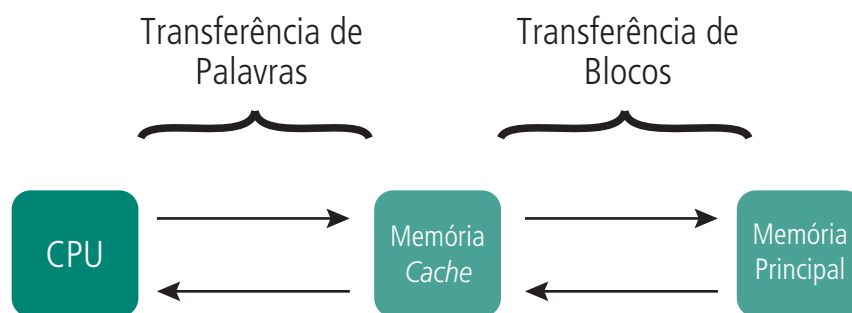 Transferência de
Palavras
Transferência de
Blocos
CPU
Memória
Cache
Memória
Principal